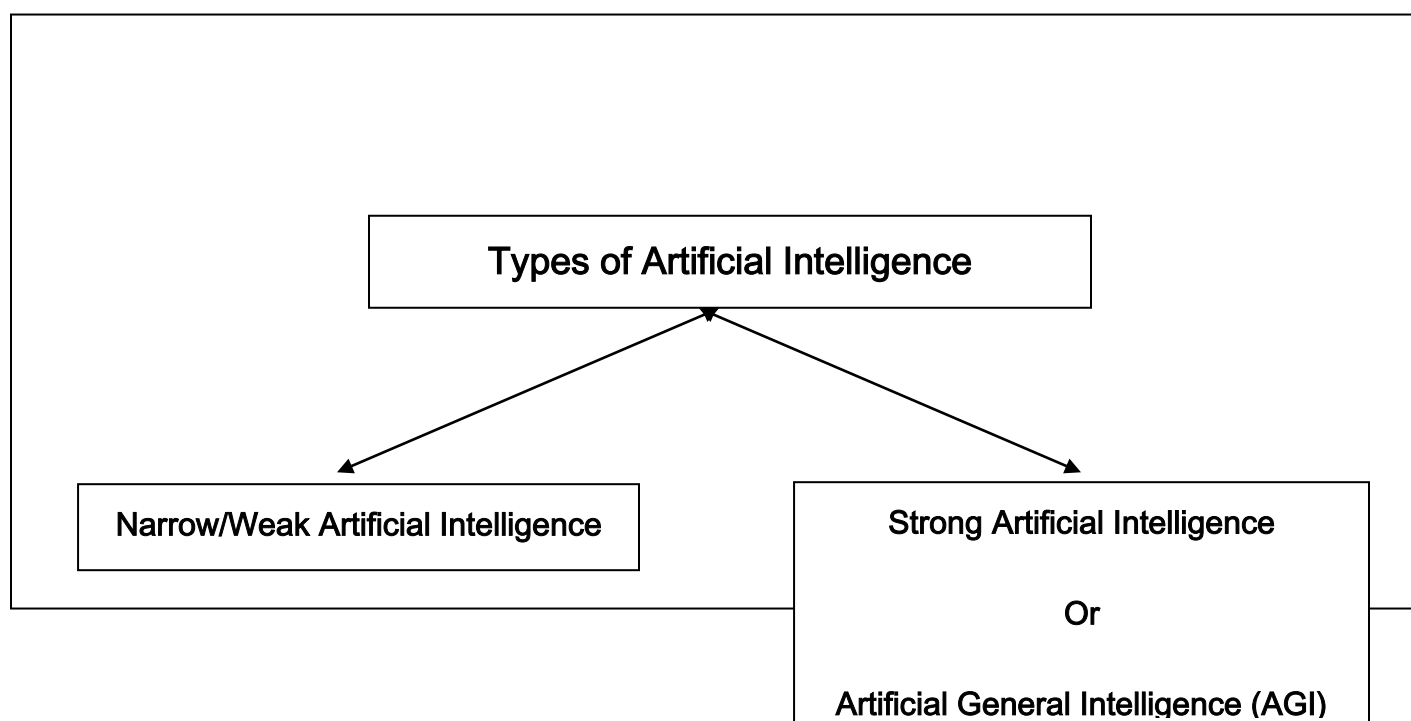 Types of Artificial Intelligence
Narrow/Weak Artificial Intelligence
Strong Artificial Intelligence
Or
Artificial General Intelligence (AGI)